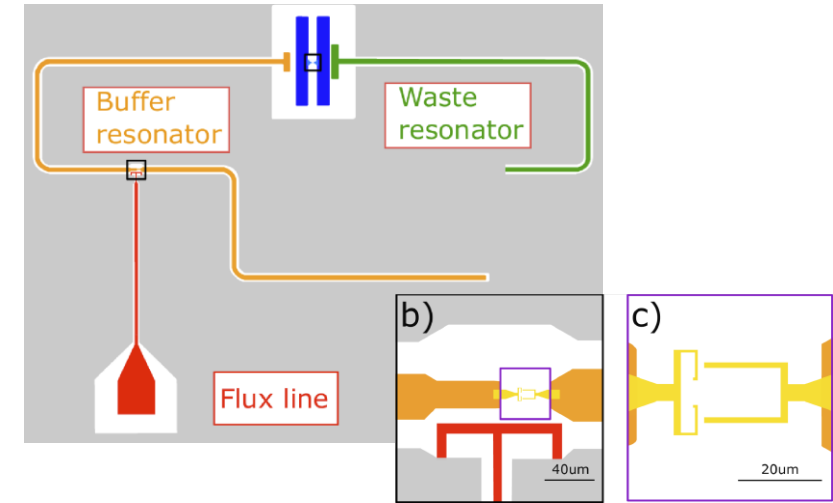 Buffer
resonator
Waste
resonator
Flux line
b)
40um
c)
20um